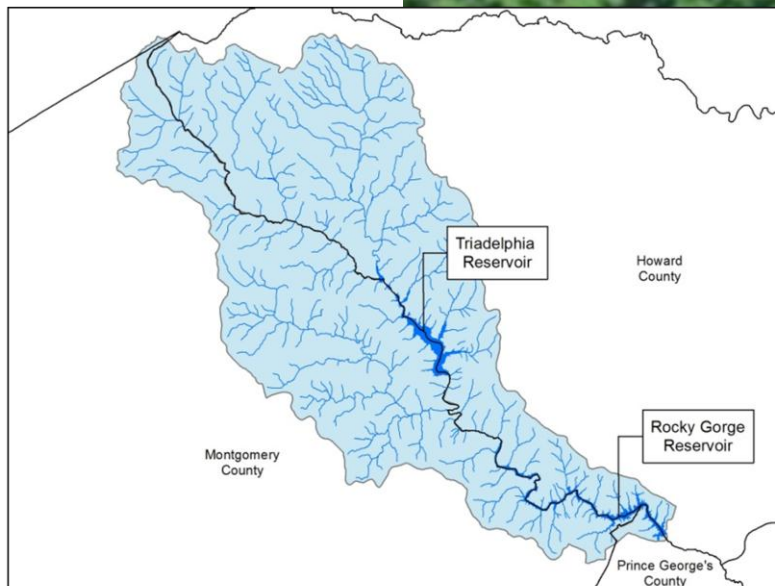 Triadelphia
Reservoir
Howard
County
Rocky Gorge
Reservoir
Montgomery
County
Prince George's
County